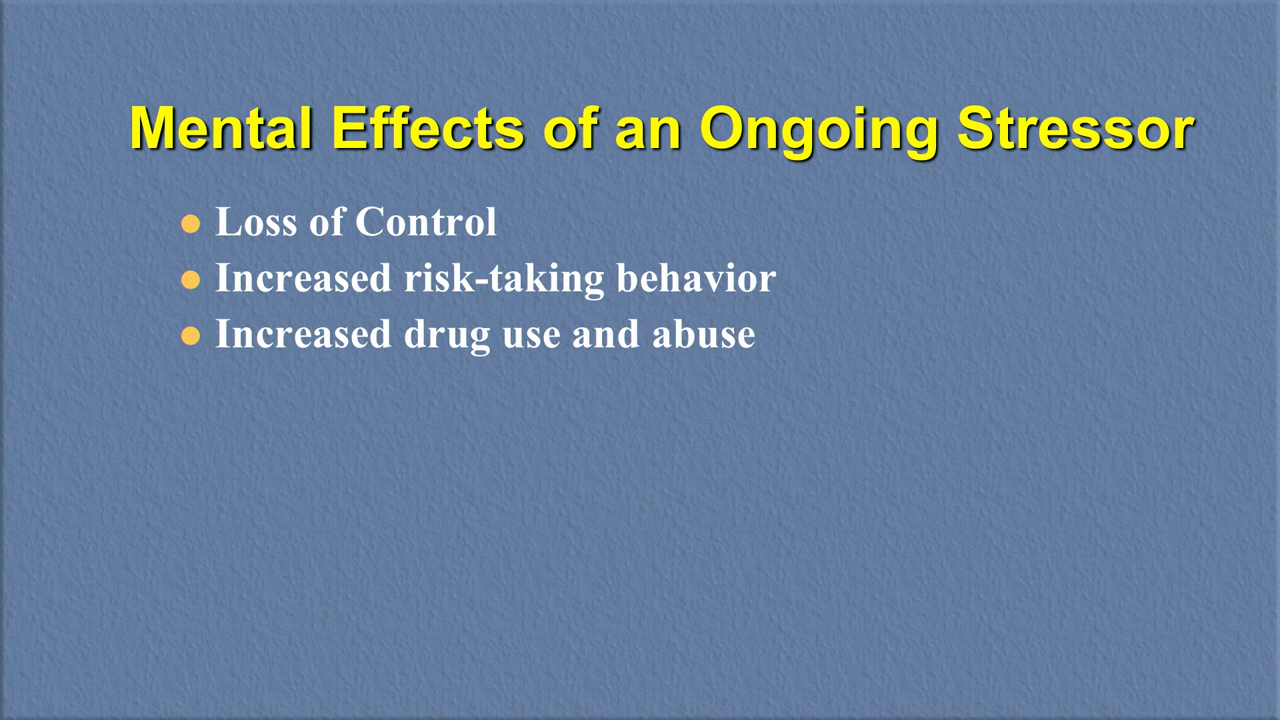 Mental Effects of an Ongoing Stressor
Loss of Control
Increased risk-taking behavior
Increased drug use and abuse